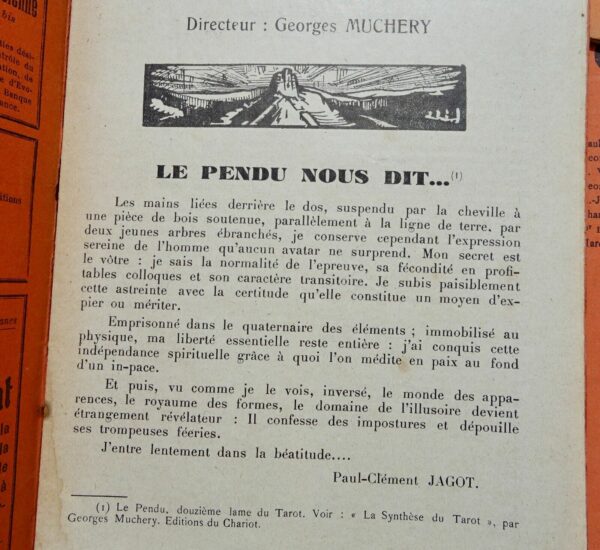 Directeur : Georges MUCHERY
LE PENDU NOUS DIT...(1)
Les mains liées derrière le dos, suspendu par la cheville à
une pièce de bois soutenue, parallèlement à la ligne de terre. par
deux jeunes arbres ébranchés, je conserve cependant l'expression
sereine de l'homme qu'aucun avatar ne surprend. Mon secret est
le vôtre : je sais la normalité de l'epreuve, sa fécondité en profi-
tables colloques et son caractère transitoire. Je subis paisiblement
cette astreinte avec la certitude qu'elle constitue un moyen d'ex-
pier ou mériter.
Emprisonné dans le quaternaire des éléments ; immobilisé au
physique, ma liberté essentielle reste entière : j'ai conquis cette
indépendance spirituelle grâce à quoi l'on médite en paix au fond
d'un in-pace.
Et puis, vu comme je le vois, inversé, le monde des appa-
rences, le royaume des formes, le domaine de l'illusoire devient
étrangement révélateur : Il confesse des impostures et dépouille
ses trompeuses féeries.
J'entre lentement dans la béatitude....
Paul-Clément JAGOT.
(1) Le Pendu, douzième lame du Tarot. Voir : « La Synthèse du Tarot », par
Georges Muchery. Editions du Chariot.
bis
Banque